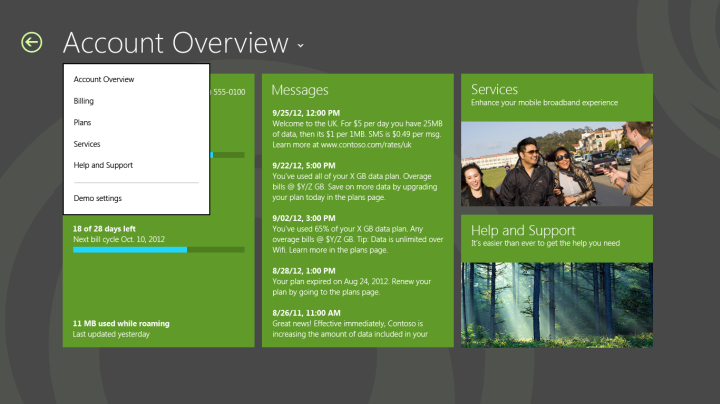 Account Overview
Account Overview
Billing
Plans
Services
Help and Support
Demo settings
555-0100
18 of 28 days left
Next bill cycle Oct. 10, 2012
11 MB used while roaming
Last updated yesterday
Messages
9/25/12, 12:00 PM
Welcome to the UK. For $5 per day you have 25MB
of data, then its $1 per 1MB. SMS is $0.49 per msg.
Learn more at www.contoso.com/rates/uk
9/22/12, 5:00 PM
You've used all of your X GB data plan. Overage
bills @ $Y/Z GB. Save on more data by upgrading
your plan today in the plans page.
9/02/12, 3:00 PM
You've used 65% of your X GB data plan. Any
overage bills @ $Y/Z GB. Tip: Data is unlimited over
Wifi. Learn more in the plans page.
8/28/12, 1:00 PM
Your plan expired on Aug 24, 2012. Renew your
plan by going to the plans page.
8/26/11, 11:00 AM
Great news! Effective immediately, Contoso is
increasing the amount of data included in your
Services
Enhance your mobile broadband experience
Help and Support
It's easier than ever to get the help you need